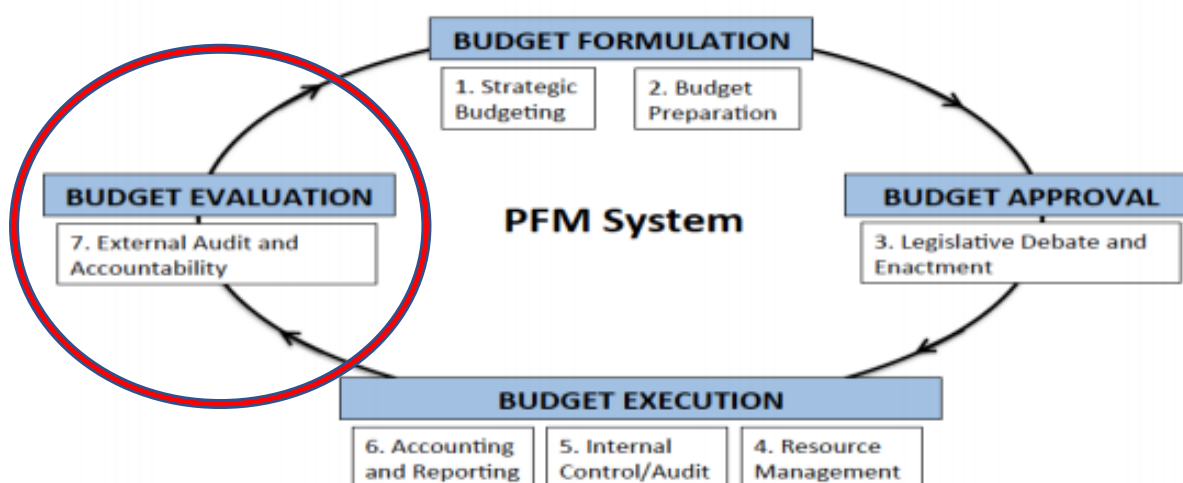 BUDGET FORMULATION
1. Strategic
Budgeting
2. Budget
Preparation
BUDGET EVALUATION
7. External Audit and
Accountability
PFM System
BUDGET APPROVAL
3. Legislative Debate and
Enactment
BUDGET EXECUTION
6. Accounting
and Reporting
5. Internal
Control/Audit
4. Resource
Management